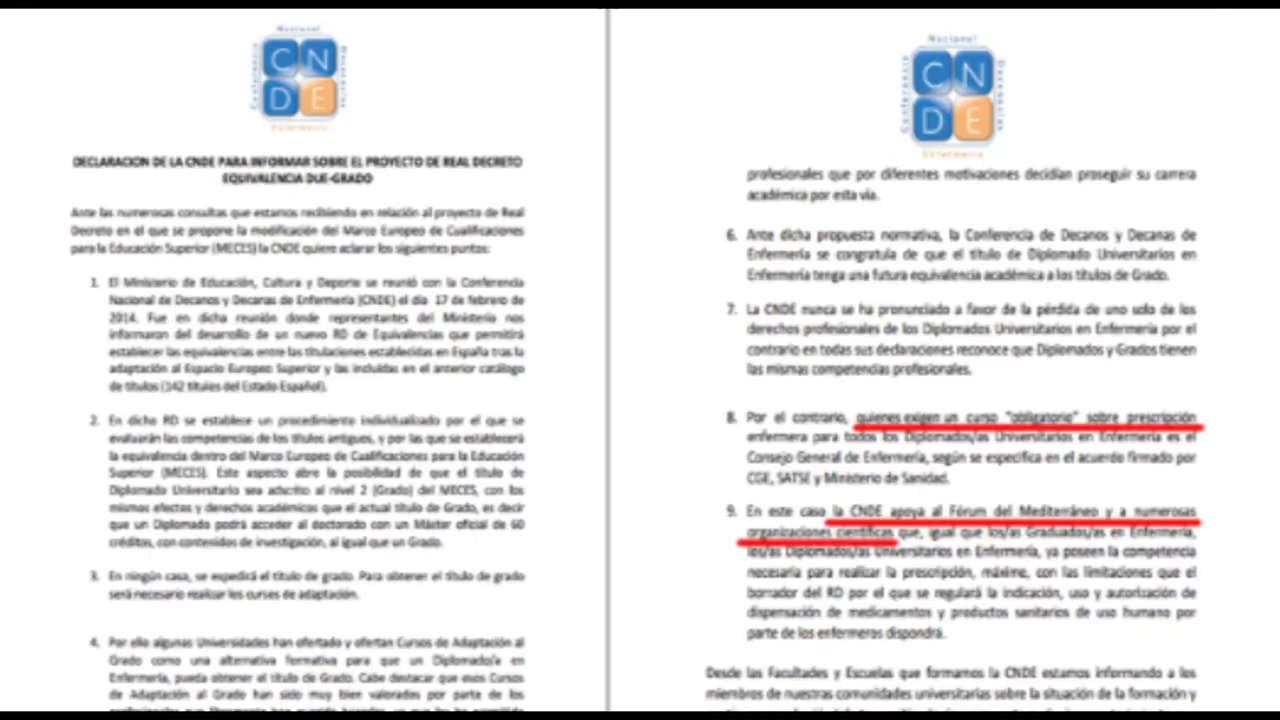 Nacional
Conferencia
CN
DE
Decanos/as
Enfermería
DECLARACION DE LA CNDE PARA INFORMAR SOBRE EL PROYECTO DE REAL DECRETO
EQUIVALENCIA DUE-GRADO
Ante las numerosas consultas que estamos recibiendo en relación al proyecto de Real
Decreto en el que se propone la modificación del Marco Europeo de Cualificaciones
para la Educación Superior (MECES) la CNDE quiere aclarar los siguientes puntos:
1. El Ministerio de Educación, Cultura y Deporte se reunió con la Conferencia
Nacional de Decanos y Decanas de Enfermería (CNDE) el día 17 de febrero de
2014. Fue en dicha reunión donde representantes del Ministerio nos
informaron del desarrollo de un nuevo RD de Equivalencias que permitirá
establecer las equivalencias entre las titulaciones establecidas en España tras la
adaptación al Espacio Europeo Superior y las incluidas en el anterior catálogo
de títulos (142 títulos del Estado Español).
2. En dicho RD se establece un procedimiento individualizado por el que se
evaluarán las competencias de los títulos antiguos, y por las que se establecerá
la equivalencia dentro del Marco Europeo de Cualificaciones para la Educación
Superior (MECES). Este aspecto abre la posibilidad de que el título de
Diplomado Universitario sea adscrito al nivel 2 (Grado) del MECES, con los
mismos efectos y derechos académicos que el actual título de Grado, es decir
que un Diplomado podrá acceder al doctorado con un Máster oficial de 60
créditos, con contenidos de investigación, al igual que un Grado.
3. En ningún caso, se expedirá el título de grado. Para obtener el título de grado
será necesario realizar los cursos de adaptación.
4. Por ello algunas Universidades han ofertado y ofertan Cursos de Adaptación al
Grado como una alternativa formativa para que un Diplomado/a en
Enfermería, pueda obtener el título de Grado. Cabe destacar que esos Cursos
de Adaptación al Grado han sido muy bien valorados por parte de los
Nacional
Conferencia
CN
DE
Decanos/as
Enfermería
profesionales que por diferentes motivaciones decidían proseguir su carrera
académica por esta vía.
6. Ante dicha propuesta normativa, la Conferencia de Decanos y Decanas de
Enfermería se congratula de que el título de Diplomado Universitario en
Enfermería tenga una futura equivalencia académica a los títulos de Grado.
7. La CNDE nunca se ha pronunciado a favor de la pérdida de uno solo de los
derechos profesionales de los Diplomados Universitarios en Enfermería por el
contrario en todas sus declaraciones reconoce que Diplomados y Grados tienen
las mismas competencias profesionales.
8. Por el contrario, quienes exigen un curso "obligatorio" sobre prescripción
enfermera para todos los Diplomados/as Universitarios en Enfermería es el
Consejo General de Enfermería, según se especifica en el acuerdo firmado por
CGE, SATSE y Ministerio de Sanidad.
9. En este caso la CNDE apoya al Fórum del Mediterráneo y a numerosas
organizaciones científicas que, igual que los/as Graduados/as en Enfermería,
los/as Diplomados/as Universitarios en Enfermería, ya poseen la competencia
necesaria para realizar la prescripción, máxime, con las limitaciones que el
borrador del RD por el que se regulará la indicación, uso y autorización de
dispensación de medicamentos y productos sanitarios de uso humano por
parte de los enfermeros dispondrá.
Desde las Facultades y Escuelas que formamos la CNDE estamos informando a los
miembros de nuestras comunidades universitarias sobre la situación de la formación y